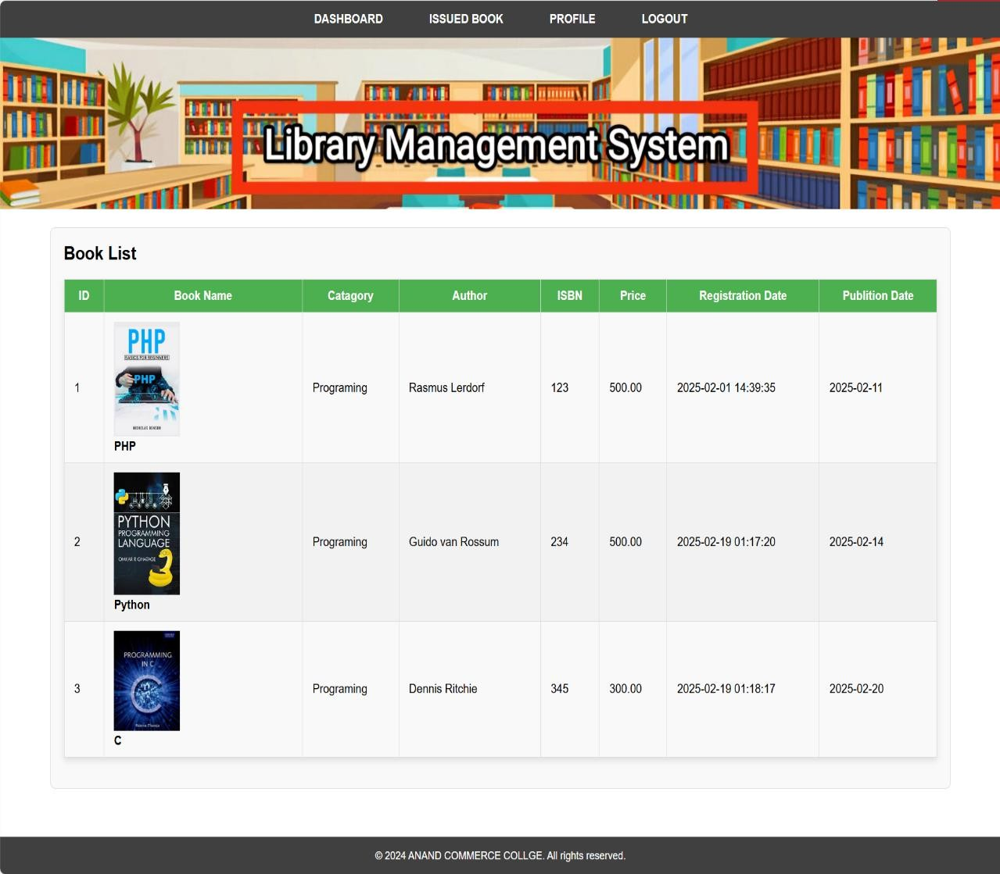 DASHBOARD ISSUED BOOK PROFILE LOGOUT
Library Management System
Book List
ID Book Name Catagory Author ISBN Price Registration Date Publition Date
PHP
BASICS FOR BEGINNERS
PHP
NICHOLAS BENSON
1 Programing Rasmus Lerdorf 123 500.00 2025-02-01 14:39:35 2025-02-11
PHP
PYTHON
PROGRAMMING
LANGUAGE
OMKAR R GHATAGE
2 Programing Guido van Rossum 234 500.00 2025-02-19 01:17:20 2025-02-14
Python
PROGRAMMING
IN C
C
3 Programing Dennis Ritchie 345 300.00 2025-02-19 01:18:17 2025-02-20
C
© 2024 ANAND COMMERCE COLLGE. All rights reserved.